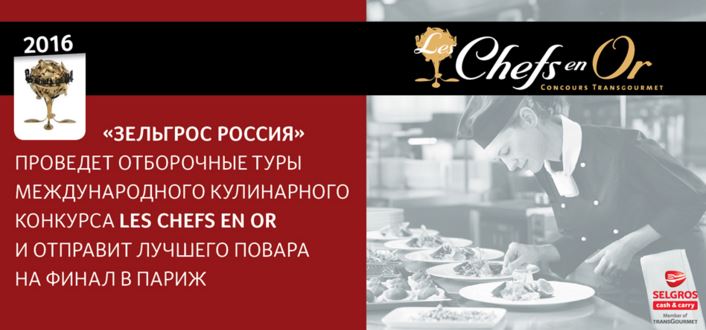 2016
«ЗЕЛЬГРОС РОССИЯ»
ПРОВЕДЕТ ОТБОРОЧНЫЕ ТУРЫ
МЕЖДУНАРОДНОГО КУЛИНАРНОГО
КОНКУРСА LES CHEFS EN OR
И ОТПРАВИТ ЛУЧШЕГО ПОВАРА
НА ФИНАЛ В ПАРИЖ
Les Chefs en Or
CONCOURS TRANSGOURMET
SELGROS
cash & carry
Member of
TRANSGOURMET